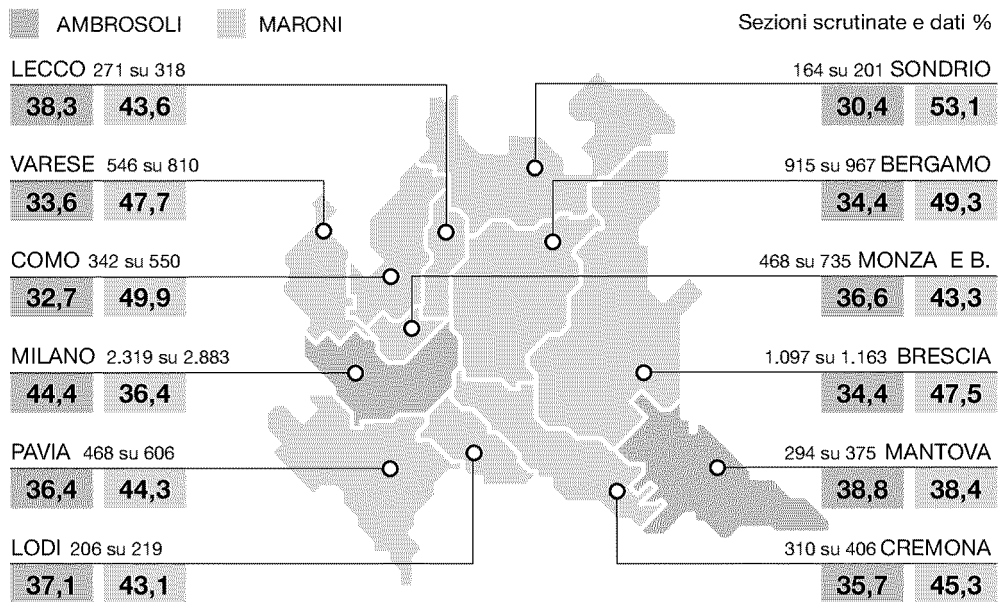 AMBROSOLI MARONI Sezioni scrutinate e dati %
LECCO 271 su 318
38,3 43,6
VARESE 546 su 810
33,6 47,7
COMO 342 su 550
32,7 49,9
MILANO 2.319 su 2.883
44,4 36,4
PAVIA 468 su 606
36,4 44,3
LODI 206 su 219
37,1 43,1
164 su 201 SONDRIO
30,4 53,1
915 su 967 BERGAMO
34,4 49,3
468 su 735 MONZA E B.
36,6 43,3
1.097 su 1.163 BRESCIA
34,4 47,5
294 su 375 MANTOVA
38,8 38,4
310 su 406 CREMONA
35,7 45,3